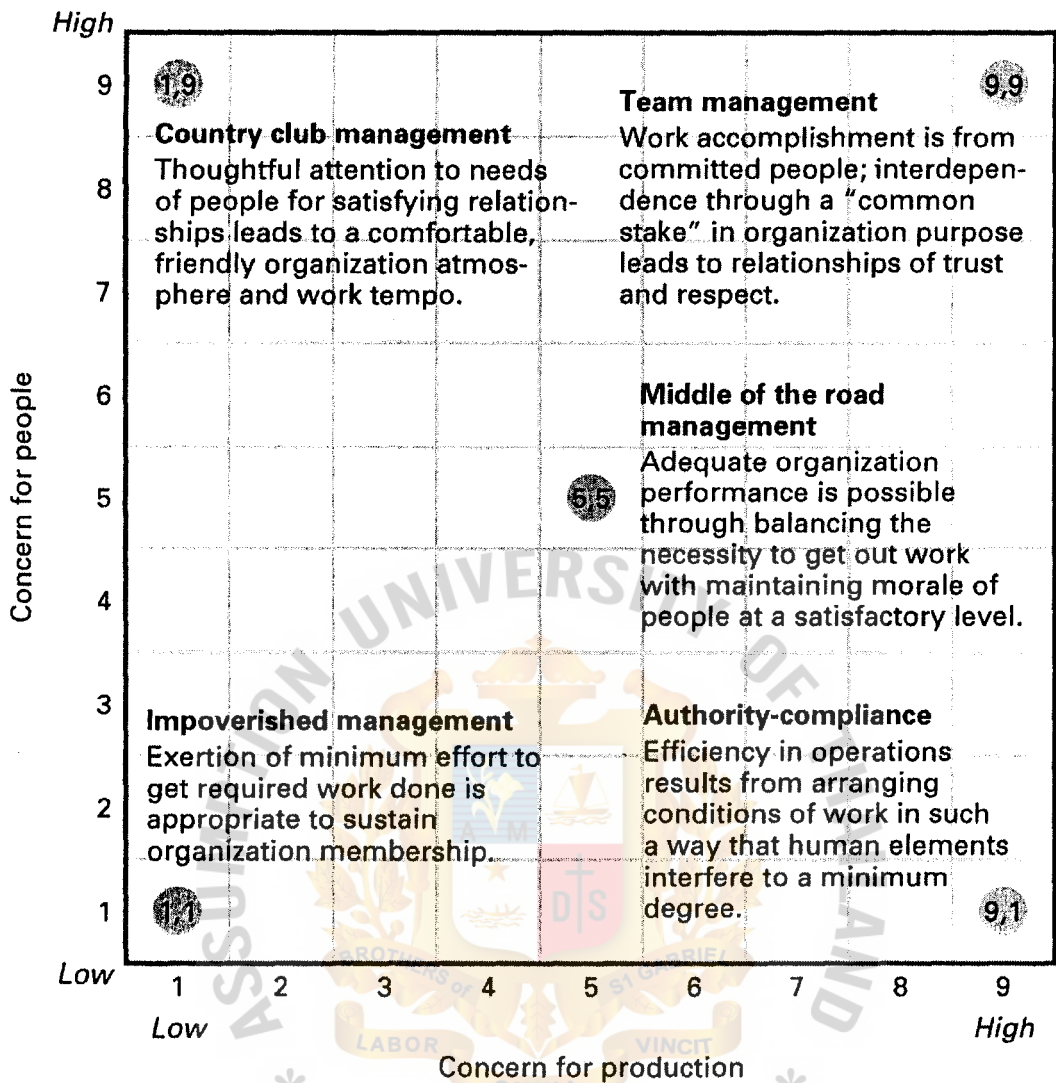 High
9
8
7
6
5
4
3
2
1
Low
Concern for people
1,9
Country club management
Thoughtful attention to needs
of people for satisfying relation-
ships leads to a comfortable,
friendly organization atmos-
phere and work tempo.
9,9
Team management
Work accomplishment is from
committed people; interdepen-
dence through a "common
stake" in organization purpose
leads to relationships of trust
and respect.
5,5
Middle of the road
management
Adequate organization
performance is possible
through balancing the
necessity to get out work
with maintaining morale of
people at a satisfactory level.
Impoverished management
Exertion of minimum effort to
get required work done is
appropriate to sustain
organization membership.
1,1
Authority-compliance
Efficiency in operations
results from arranging
conditions of work in such
a way that human elements
interfere to a minimum
degree.
9,1
1 2 3 4 5 6 7 8 9
Low
High
Concern for production
ASSUMPTION UNIVERSITY OF THAILAND
A M
D S
BROTHERS of ST GABRIEL
LABOR
VINCIT